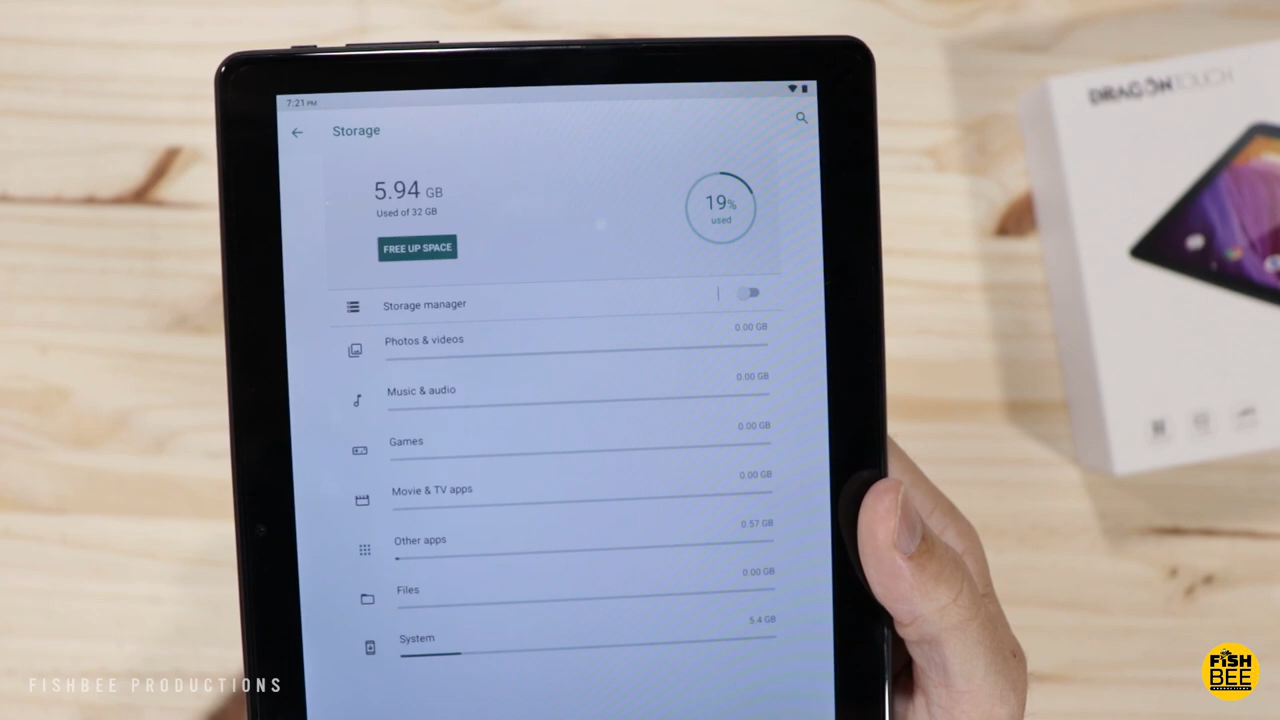 DRAGON TOUCH
7:21 PM
Storage
5.94 GB
Used of 32 GB
19%
used
FREE UP SPACE
Storage manager
Photos & videos 0.00 GB
Music & audio 0.00 GB
Games 0.00 GB
Movie & TV apps 0.00 GB
Other apps 0.57 GB
Files 0.00 GB
System 5.4 GB
FISHBEE PRODUCTIONS
FISH
BEE
PRODUCTIONS